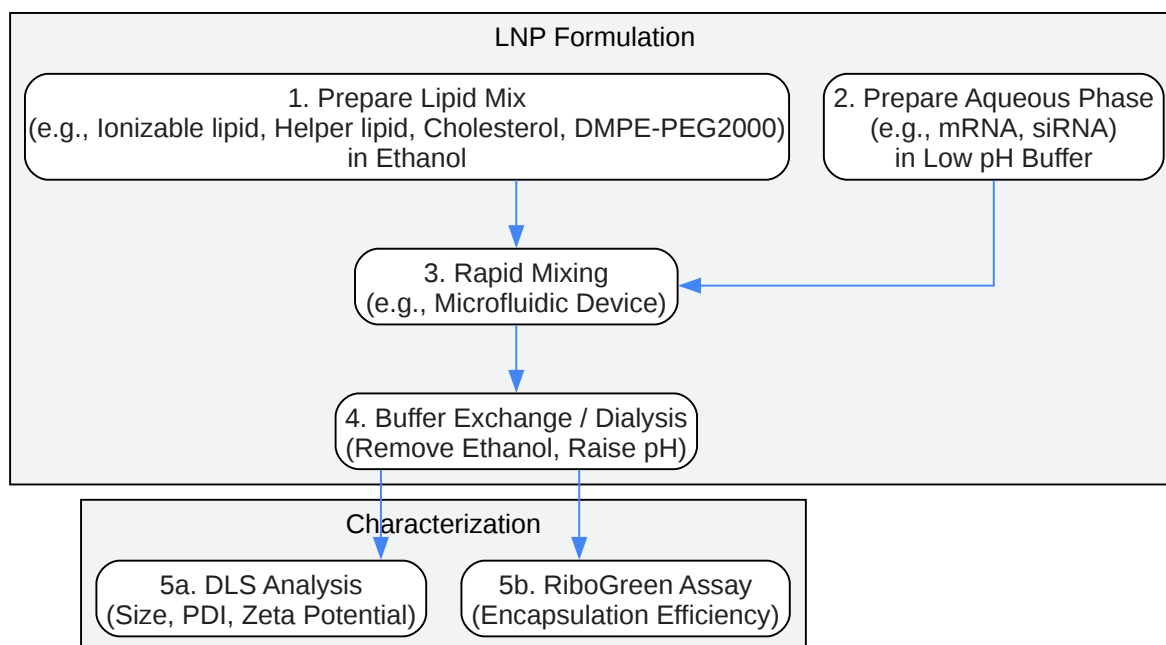 LNP Formulation
1. Prepare Lipid Mix
(e.g., Ionizable lipid, Helper lipid, Cholesterol, DMPE-PEG2000)
in Ethanol
2. Prepare Aqueous Phase
(e.g., mRNA, siRNA)
in Low pH Buffer
3. Rapid Mixing
(e.g., Microfluidic Device)
4. Buffer Exchange / Dialysis
(Remove Ethanol, Raise pH)
Characterization
5a. DLS Analysis
(Size, PDI, Zeta Potential)
5b. RiboGreen Assay
(Encapsulation Efficiency)